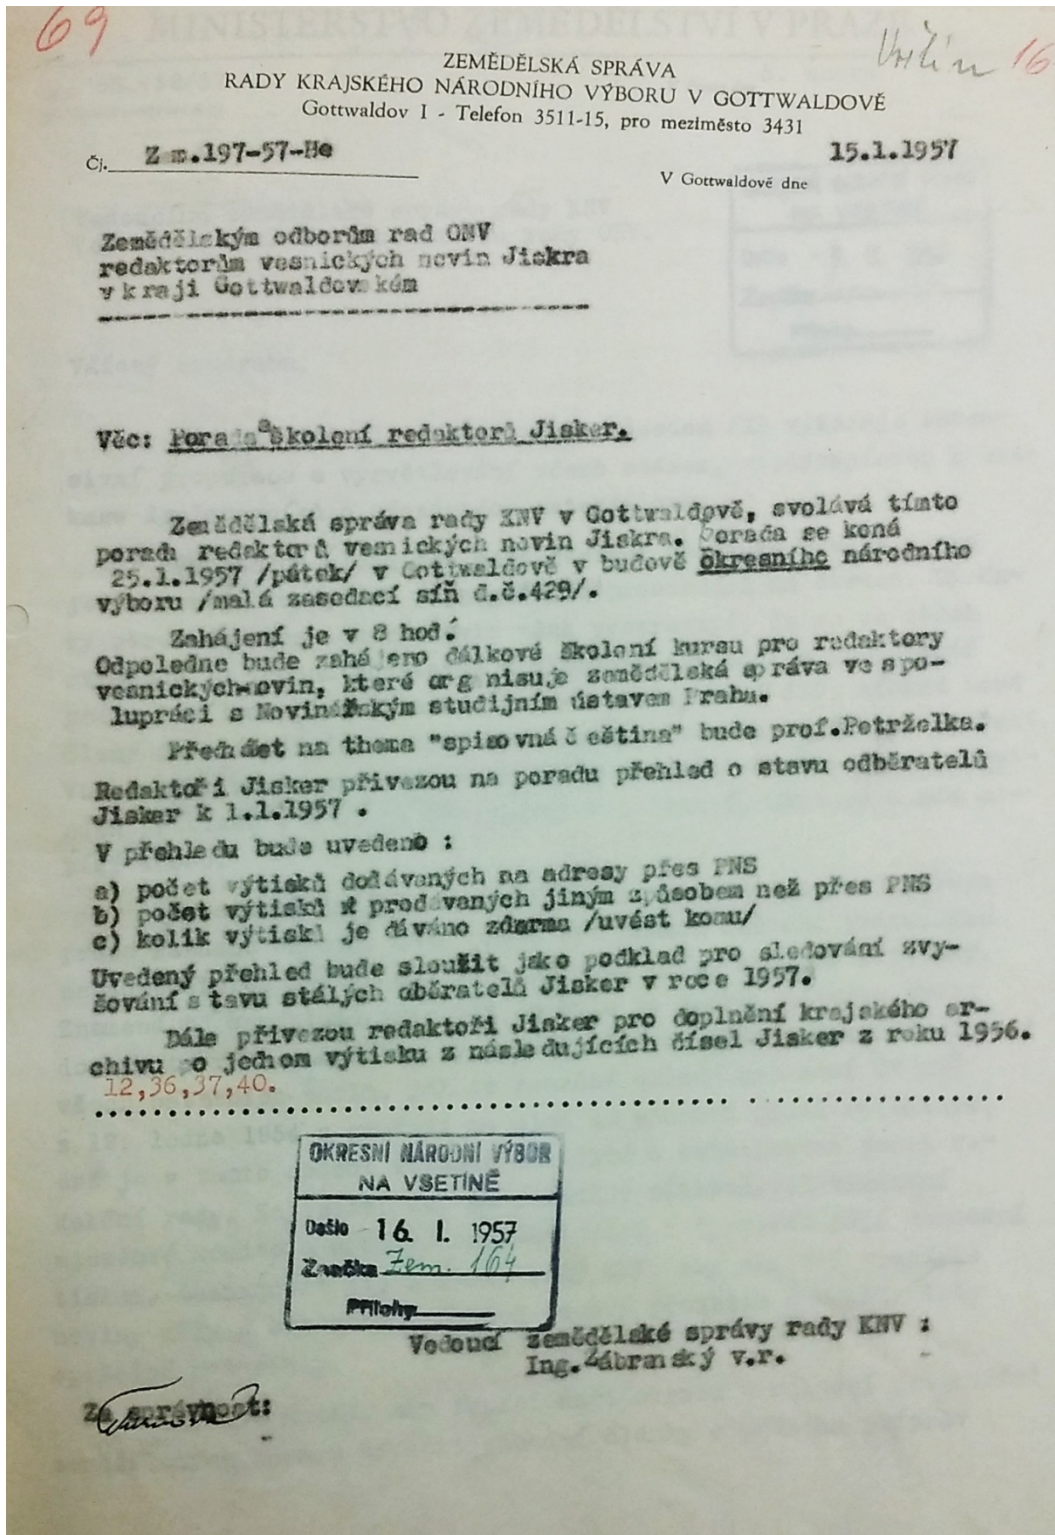 69
Vsetín 16
ZEMĚDĚLSKÁ SPRÁVA
RADY KRAJSKÉHO NÁRODNÍHO VÝBORU V GOTTWALDOVĚ
Gottwaldov I - Telefon 3511-15, pro meziměsto 3431
Čj. Zem.197-57-He
15.1.1957
V Gottwaldově dne
Zemědělským odborům rad ONV
redaktorům vesnických novin Jiskra
v kraji Gottwaldovském
Věc: Porada a školení redaktorů Jisker.
Zemědělská správa rady KNV v Gottwaldově, svolává tímto
poradu redaktorů vesnických novin Jiskra. Porada se koná
25.1.1957 /pátek/ v Gottwaldově v budově okresního národního
výboru /malá zasedací síň č.č.429/.
Zahájení je v 8 hod.
Odpoledne bude zahájeno dálkové školení kursu pro redaktory
vesnických novin, které organisuje zemědělská správa ve spo-
lupráci s Novinářským studijním ústavem Prahu.
Přednášet na thema "spisovná čeština" bude prof.Petrželka.
Redaktoři Jisker přivezou na poradu přehled o stavu odběratelů
Jisker k 1.1.1957 .
V přehledu bude uvedeno :
a) počet výtisků dodávaných na adresy přes PNS
b) počet výtisků prodávaných jiným způsobem než přes PNS
c) kolik výtisků je dáváno zdarma /uvést komu/
Uvedený přehled bude sloužit jako podklad pro sledování zvy-
šování stavu stálých oběratelů Jisker v roce 1957.
Dále přivezou redaktoři Jisker pro doplnění krajského ar-
chivu po jednom výtisku z následujících čísel Jisker z roku 1956.
12,36,37,40.
OKRESNÍ NÁRODNÍ VÝBOR
NA VSETÍNĚ
Došlo 16. I. 1957
Značka Zem. 164
Přílohy
Vedoucí zemědělské správy rady KNV :
Ing.Zábranský v.r.
Za správnost: